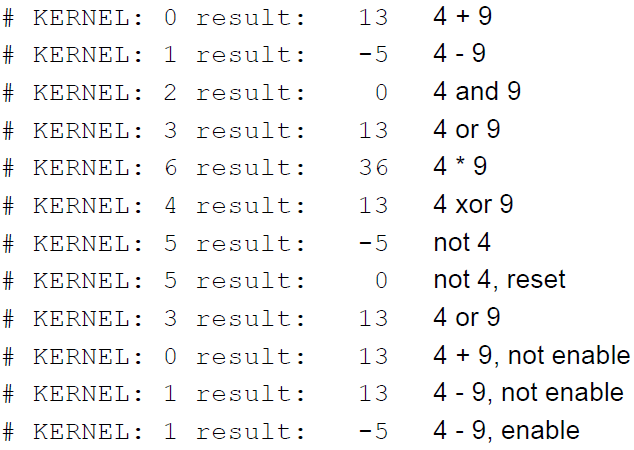 # KERNEL: 0 result: 13 4 + 9
# KERNEL: 1 result: -5 4 - 9
# KERNEL: 2 result: 0 4 and 9
# KERNEL: 3 result: 13 4 or 9
# KERNEL: 6 result: 36 4 * 9
# KERNEL: 4 result: 13 4 xor 9
# KERNEL: 5 result: -5 not 4
# KERNEL: 5 result: 0 not 4, reset
# KERNEL: 3 result: 13 4 or 9
# KERNEL: 0 result: 13 4 + 9, not enable
# KERNEL: 1 result: 13 4 - 9, not enable
# KERNEL: 1 result: -5 4 - 9, enable